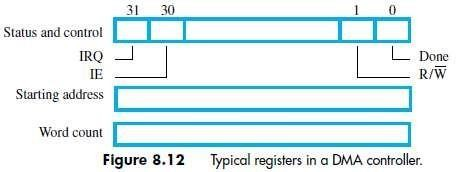 31 30 1 0
Status and control
IRQ Done
IE R/W̅
Starting address
Word count
Figure 8.12 Typical registers in a DMA controller.